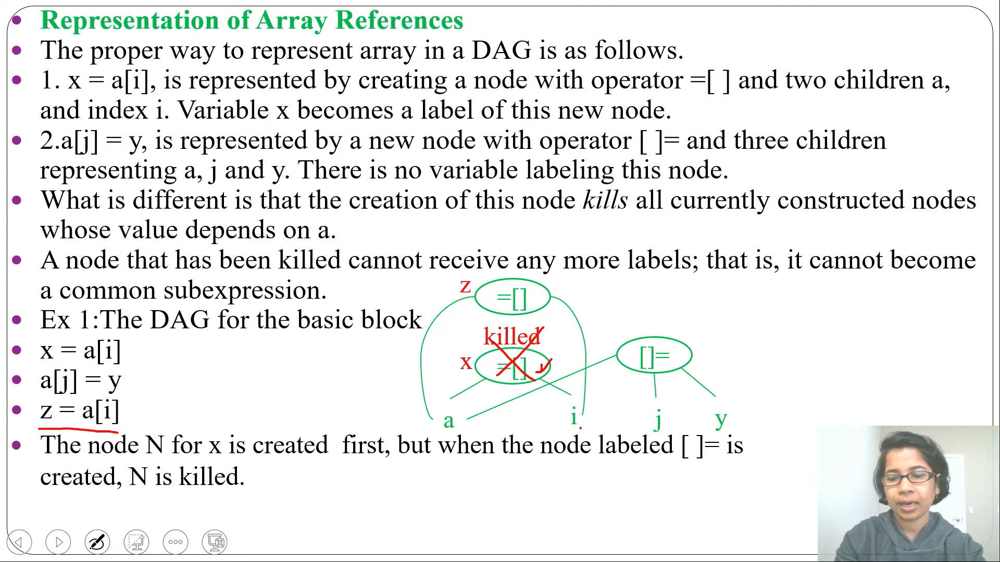 Representation of Array References
The proper way to represent array in a DAG is as follows.
1. x = a[i], is represented by creating a node with operator =[ ] and two children a,
and index i. Variable x becomes a label of this new node.
2.a[j] = y, is represented by a new node with operator [ ]= and three children
representing a, j and y. There is no variable labeling this node.
What is different is that the creation of this node kills all currently constructed nodes
whose value depends on a.
A node that has been killed cannot receive any more labels; that is, it cannot become
a common subexpression.
Ex 1:The DAG for the basic block
x = a[i]
a[j] = y
z = a[i]
z =[]
killed
x =[] []=
a i j y
The node N for x is created first, but when the node labeled [ ]= is
created, N is killed.